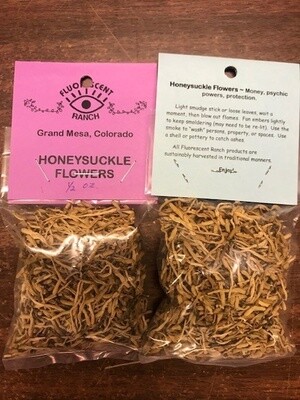 FLUORESCENT
RANCH
Grand Mesa, Colorado
HONEYSUCKLE
FLOWERS
1/2 oz.
Honeysuckle Flowers ~ Money, psychic
powers, protection.
Light smudge stick or loose leaves, wait a
moment, then blow out flames. Fan embers lightly
to keep smoldering (may need to be re-lit). Use the
smoke to "wash" persons, property, or spaces. Use
a shell or pottery to catch ashes.
All Fluorescent Ranch products are
sustainably harvested in traditional manners.
Enjoy!